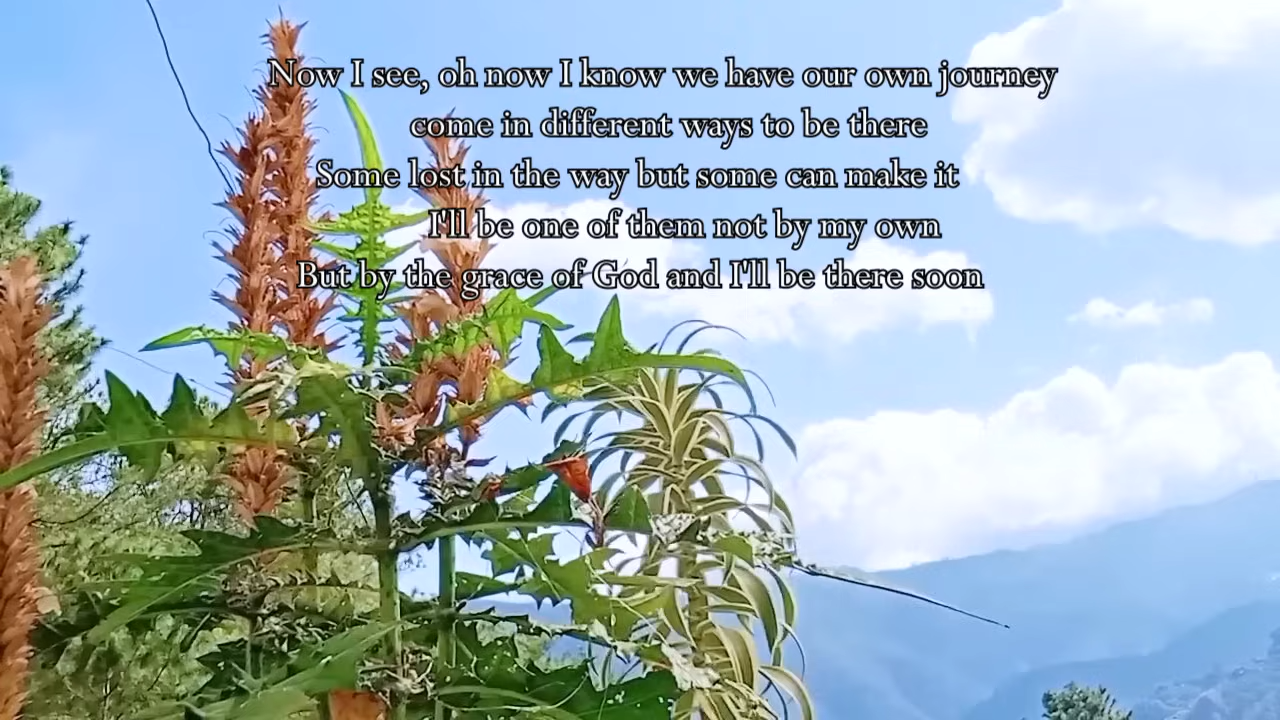 Now I see, oh now I know we have our own journey
come in different ways to be there
Some lost in the way but some can make it
I'll be one of them not by my own
But by the grace of God and I'll be there soon